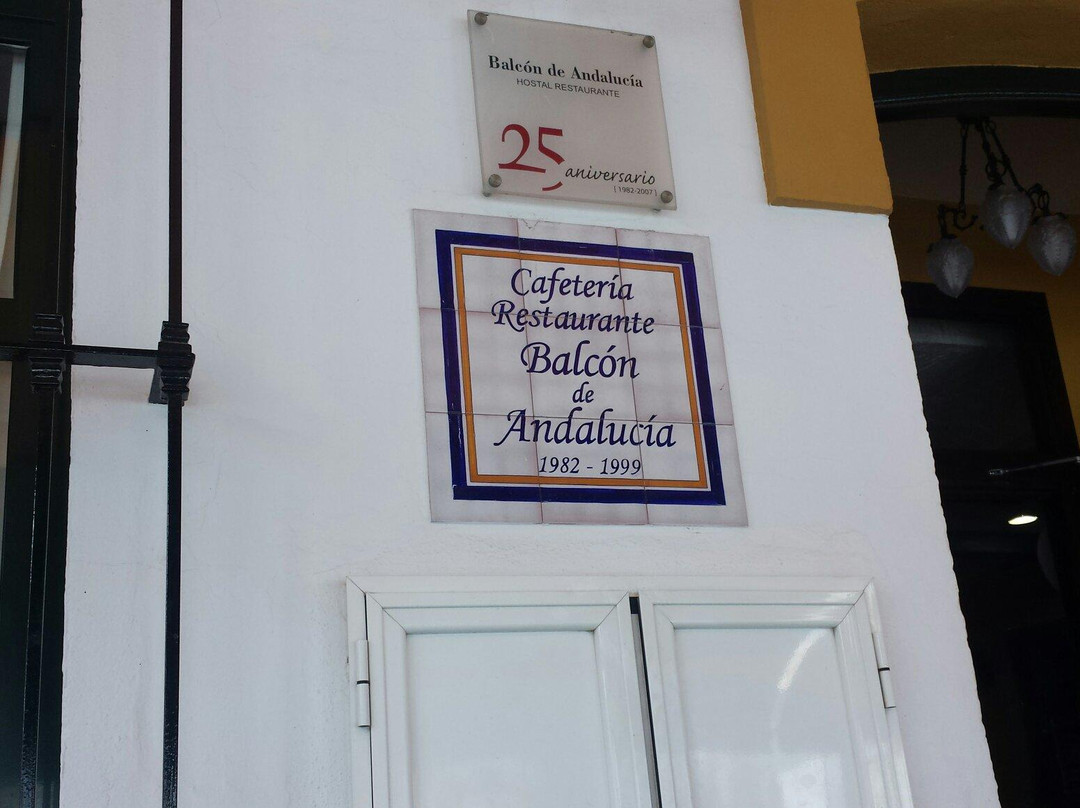 Balcón de Andalucía
HOSTAL RESTAURANTE
25 aniversario
[1982-2007]
Cafetería
Restaurante
Balcón
de
Andalucía
1982 - 1999